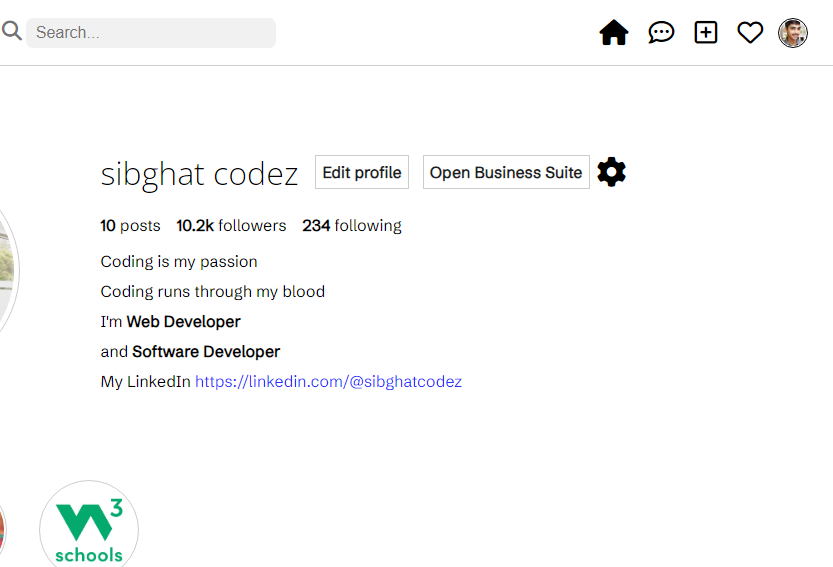 Search...
sibghat codez Edit profile Open Business Suite
10 posts 10.2k followers 234 following
Coding is my passion
Coding runs through my blood
I'm Web Developer
and Software Developer
My LinkedIn https://linkedin.com/@sibghatcodez
W3
schools